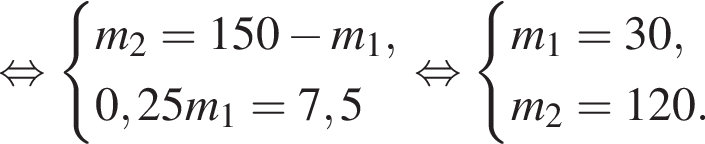 ⇔ { m₂ = 150 − m₁, ⇔ { m₁ = 30,
0,25m₁ = 7,5 m₂ = 120.